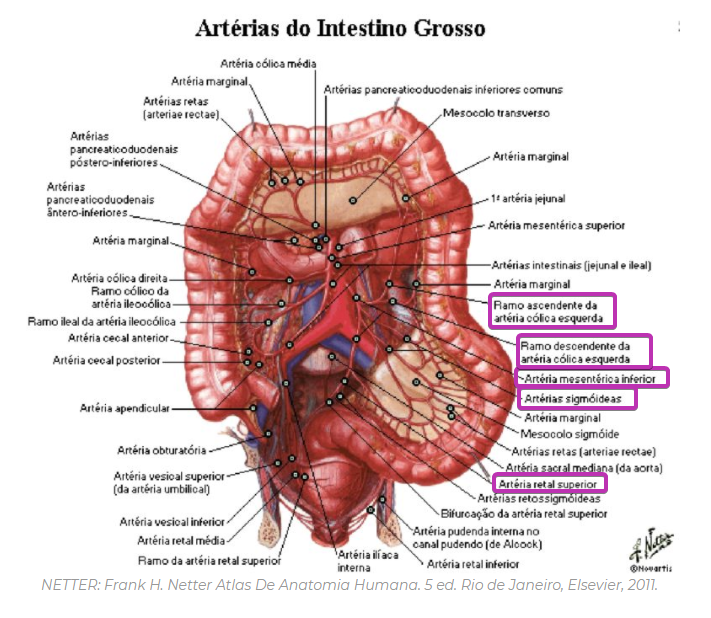 Artérias do Intestino Grosso
Artéria cólica média
Artéria marginal
Artérias retas
(arteriae rectae)
Artérias
pancreaticoduodenais
póstero-inferiores
Artérias
pancreaticoduodenais
ântero-inferiores
Artéria marginal
Artéria cólica direita
Ramo cólico da
artéria ileocólica
Ramo ileal da artéria ileocólica
Artéria cecal anterior
Artéria cecal posterior
Artéria apendicular
Artéria obturatória
Artéria vesical superior
(da artéria umbilical)
Artéria vesical inferior
Artéria retal média
Ramo da artéria retal superior
Artéria ilíaca
interna
Artérias pancreaticoduodenais inferiores comuns
Mesocolo transverso
Artéria marginal
1ª artéria jejunal
Artéria mesentérica superior
Artérias intestinais (jejunal e ileal)
Artéria marginal
Ramo ascendente da
artéria cólica esquerda
Ramo descendente da
artéria cólica esquerda
Artéria mesentérica inferior
Artérias sigmóideas
Artéria marginal
Mesocolo sigmóide
Artérias retas (arteriae rectae)
Artéria sacral mediana (da aorta)
Artéria retal superior
Artérias retossigmóideas
Bifurcação da artéria retal superior
Artéria pudenda interna no
canal pudendo (de Alcock)
Artéria retal inferior
F. Netter
©Novartis
NETTER: Frank H. Netter Atlas De Anatomia Humana. 5 ed. Rio de Janeiro, Elsevier, 2011.